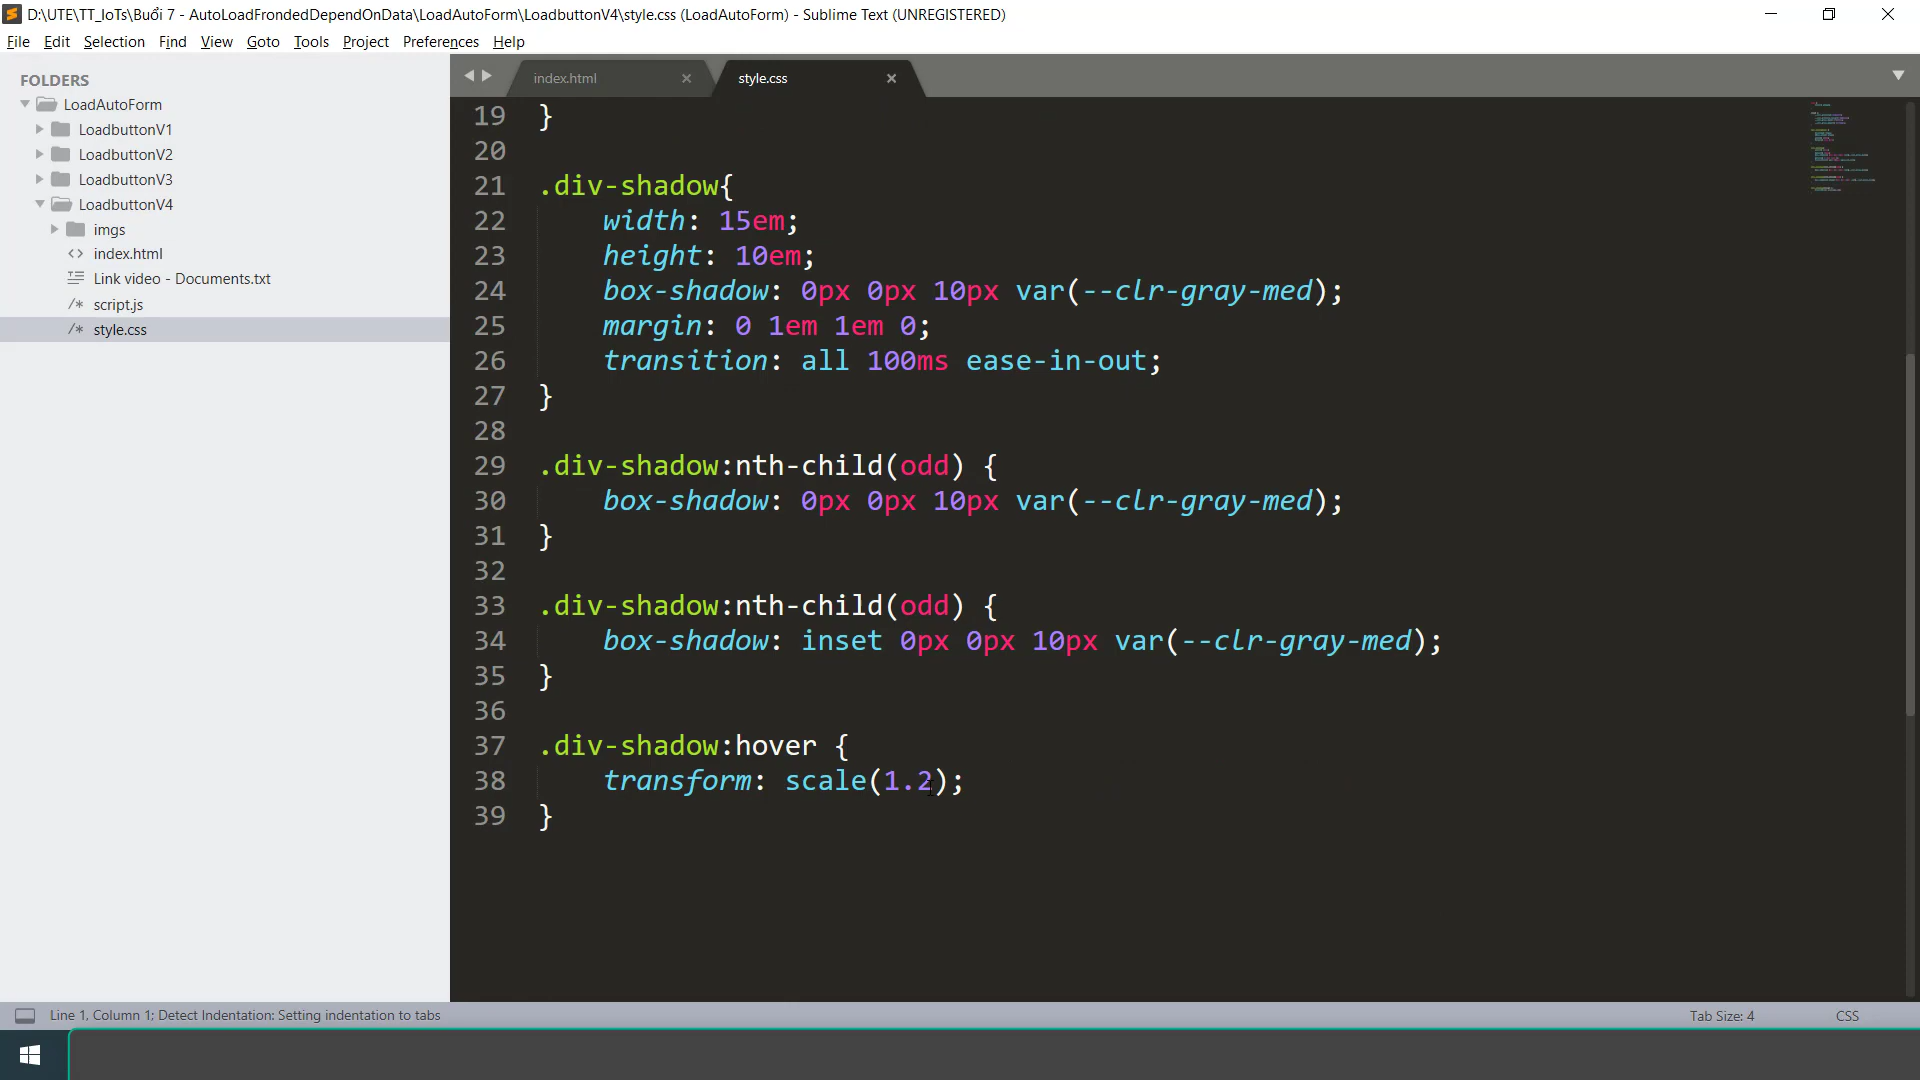 D:\UTE\TT_IoTs\Buổi 7 - AutoLoadFrondedDependOnData\LoadAutoForm\LoadbuttonV4\style.css (LoadAutoForm) - Sublime Text (UNREGISTERED)
File Edit Selection Find View Goto Tools Project Preferences Help
FOLDERS
LoadAutoForm
LoadbuttonV1
LoadbuttonV2
LoadbuttonV3
LoadbuttonV4
imgs
<> index.html
Link video - Documents.txt
/* script.js
/* style.css
index.html
style.css
19 }
20
21 .div-shadow{
22 width: 15em;
23 height: 10em;
24 box-shadow: 0px 0px 10px var(--clr-gray-med);
25 margin: 0 1em 1em 0;
26 transition: all 100ms ease-in-out;
27 }
28
29 .div-shadow:nth-child(odd) {
30 box-shadow: 0px 0px 10px var(--clr-gray-med);
31 }
32
33 .div-shadow:nth-child(odd) {
34 box-shadow: inset 0px 0px 10px var(--clr-gray-med);
35 }
36
37 .div-shadow:hover {
38 transform: scale(1.2);
39 }
Line 1, Column 1; Detect Indentation: Setting indentation to tabs
Tab Size: 4
CSS